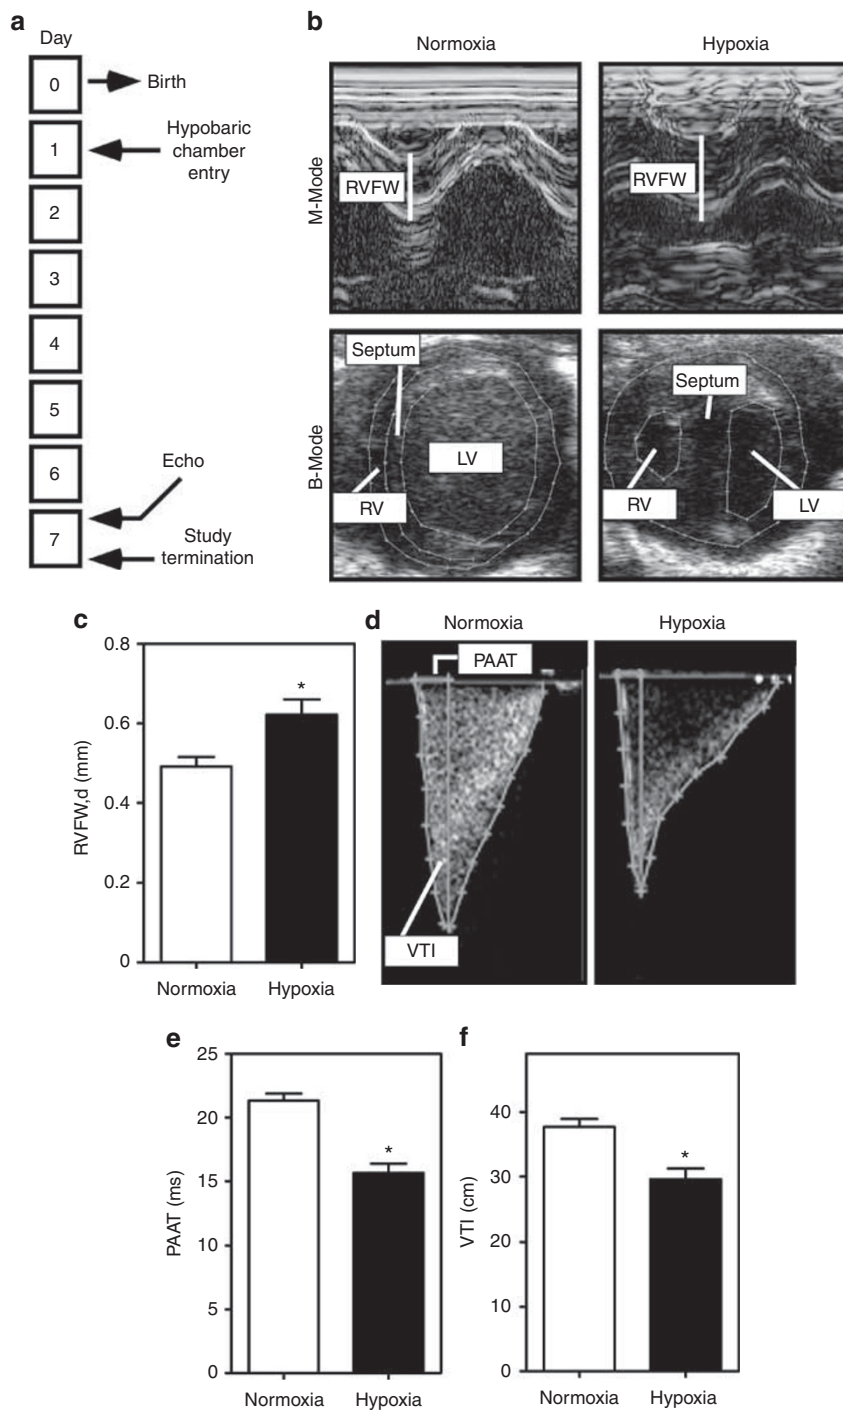 a
Day
0
Birth
1
Hypobaric
chamber
entry
2
3
4
5
6
Echo
7
Study
termination
b
Normoxia
Hypoxia
M-Mode
RVFW
RVFW
B-Mode
Septum
LV
RV
Septum
RV
LV
c
RVFW,d (mm)
0.8
0.6
0.4
0.2
0
*
Normoxia
Hypoxia
d
Normoxia
Hypoxia
PAAT
VTI
e
PAAT (ms)
25
20
15
10
5
0
*
Normoxia
Hypoxia
f
VTI (cm)
40
30
20
10
0
*
Normoxia
Hypoxia